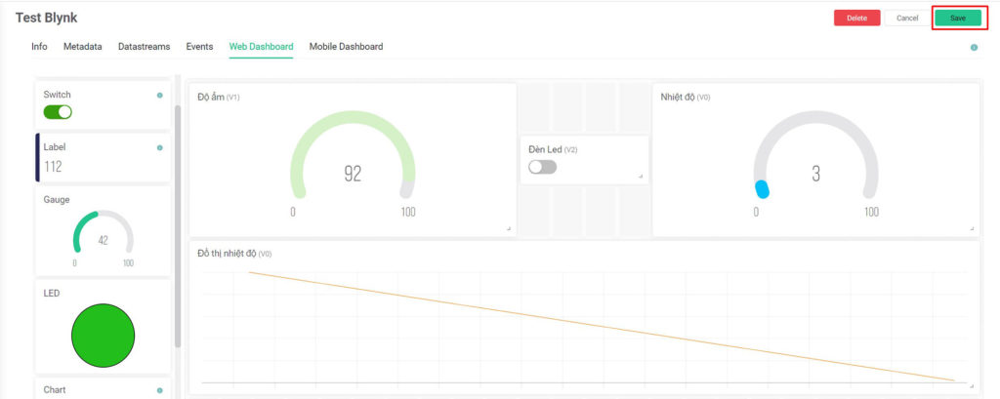 Test Blynk
Delete Cancel Save
Info Metadata Datastreams Events Web Dashboard Mobile Dashboard
Switch
Label
112
Gauge
42
0 100
LED
Chart
Độ ẩm (V1)
92
0 100
Đèn Led (V2)
Nhiệt độ (V0)
3
0 100
Đồ thị nhiệt độ (V0)